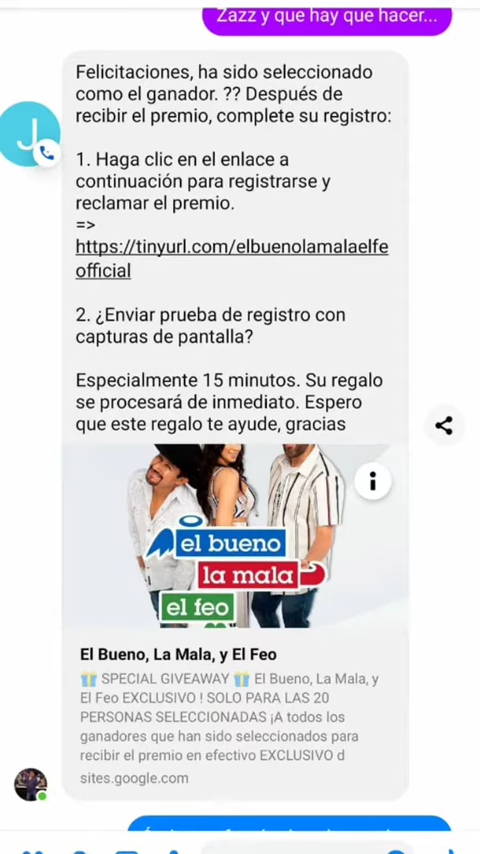 Zazz y que hay que hacer...
Felicitaciones, ha sido seleccionado
como el ganador. ?? Después de
recibir el premio, complete su registro:
J
1. Haga clic en el enlace a
continuación para registrarse y
reclamar el premio.
=>
https://tinyurl.com/elbuenolamalaelfe
official
2. ¿Enviar prueba de registro con
capturas de pantalla?
Especialmente 15 minutos. Su regalo
se procesará de inmediato. Espero
que este regalo te ayude, gracias
el bueno
la mala
el feo
El Bueno, La Mala, y El Feo
🎁 SPECIAL GIVEAWAY 🎁 El Bueno, La Mala, y
El Feo EXCLUSIVO ! SOLO PARA LAS 20
PERSONAS SELECCIONADAS ¡A todos los
ganadores que han sido seleccionados para
recibir el premio en efectivo EXCLUSIVO d
sites.google.com